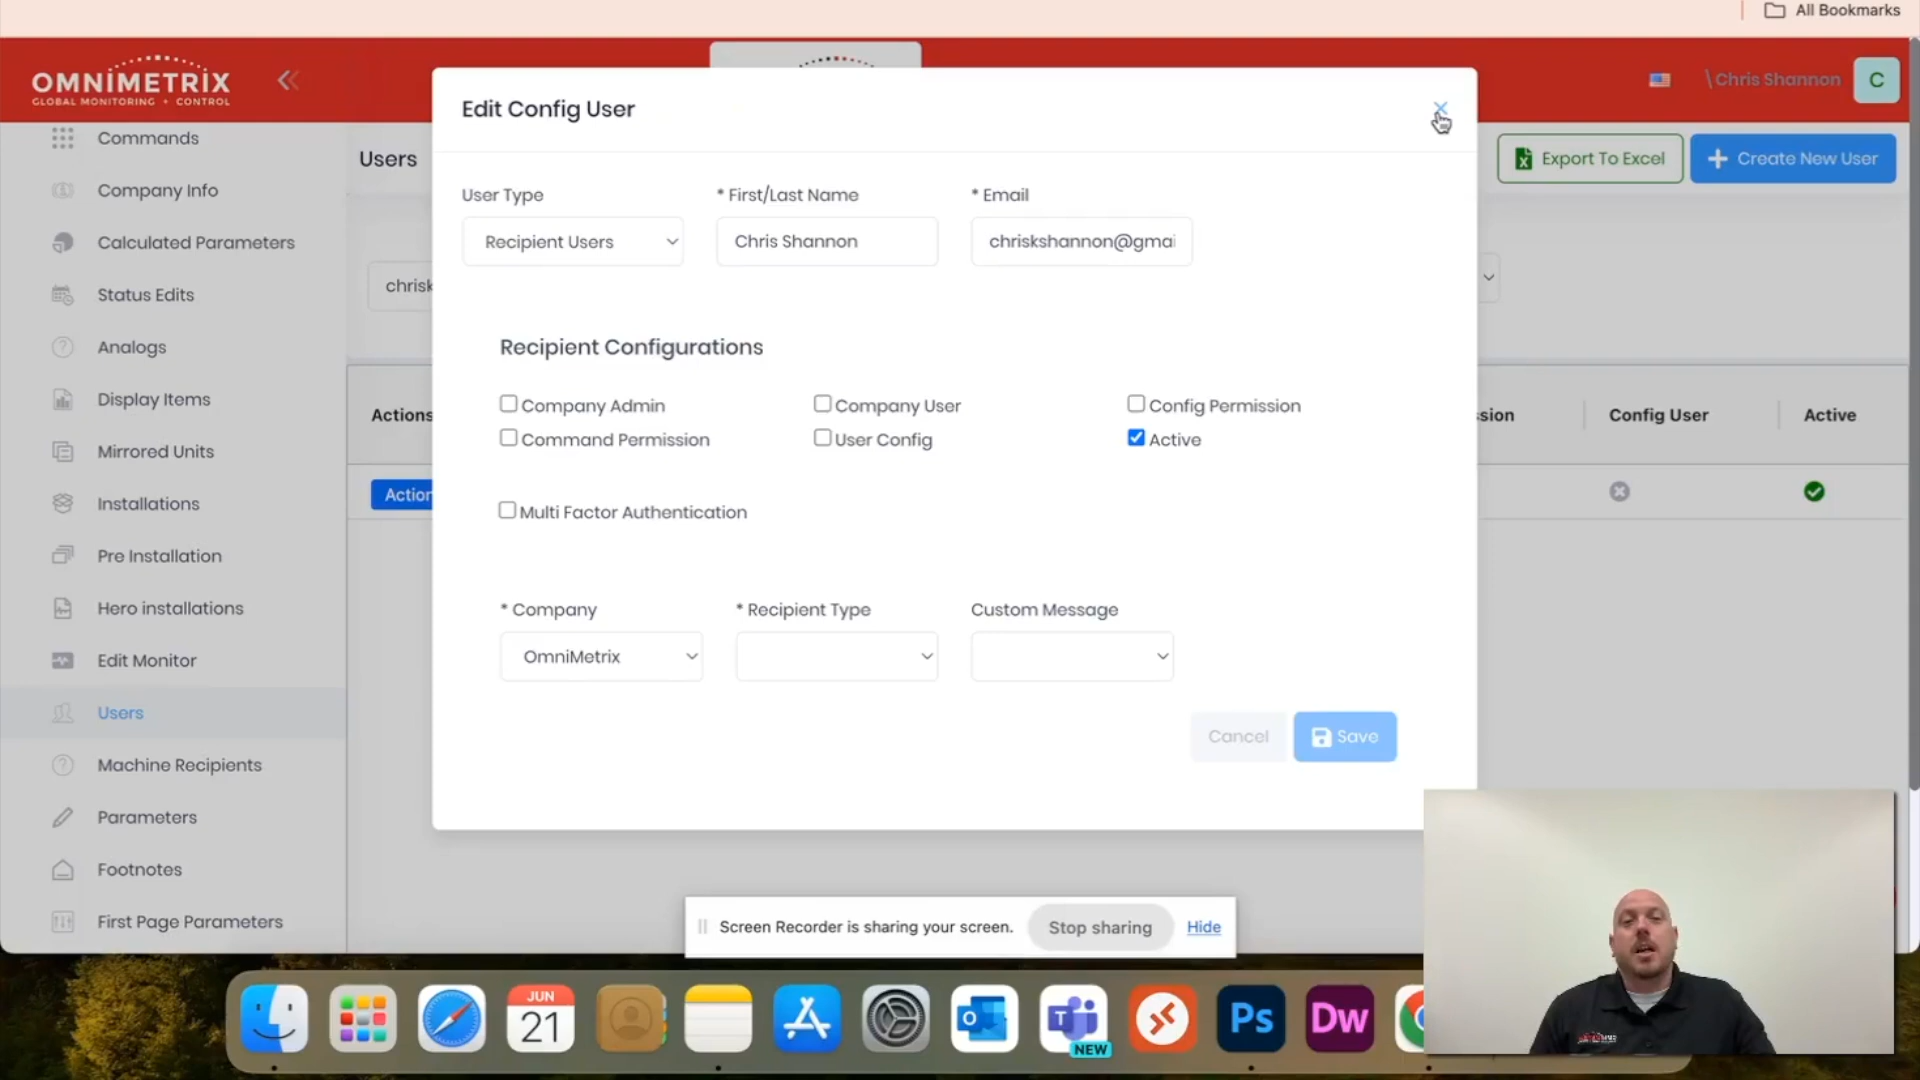 All Bookmarks
OMNIMETRIX
GLOBAL MONITORING + CONTROL
\Chris Shannon
C
Edit Config User
Commands
Company Info
Calculated Parameters
Status Edits
Analogs
Display Items
Mirrored Units
Installations
Pre Installation
Hero installations
Edit Monitor
Users
Machine Recipients
Parameters
Footnotes
First Page Parameters
Users
Export To Excel
Create New User
User Type
* First/Last Name
* Email
Recipient Users
Chris Shannon
chriskshannon@gmai
chrisk
Recipient Configurations
Company Admin
Company User
Config Permission
Command Permission
User Config
Active
Multi Factor Authentication
Actions
ssion
Config User
Active
Action
* Company
* Recipient Type
Custom Message
OmniMetrix
Cancel
Save
Screen Recorder is sharing your screen.
Stop sharing
Hide
JUN
21
O
T
NEW
Ps
Dw